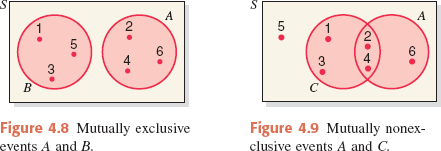 S
A
1
5
3
B
2
4
6
Figure 4.8 Mutually exclusive
events A and B.
S
A
5
1
3
C
2
4
6
Figure 4.9 Mutually nonex-
clusive events A and C.